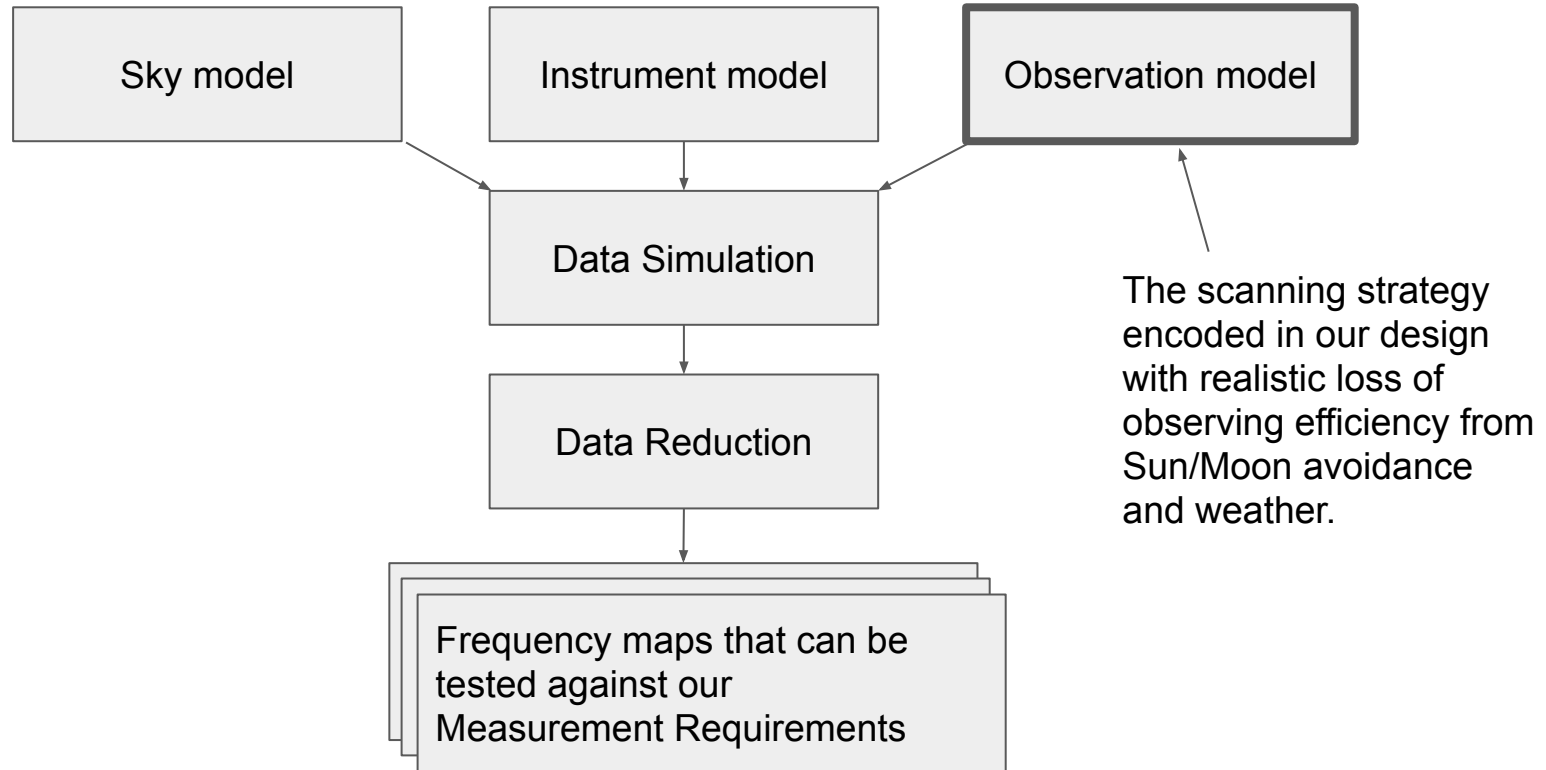 Sky model
Instrument model
Observation model
Data Simulation
The scanning strategy
encoded in our design
with realistic loss of
observing efficiency from
Sun/Moon avoidance
and weather.
Data Reduction
Frequency maps that can be
tested against our
Measurement Requirements